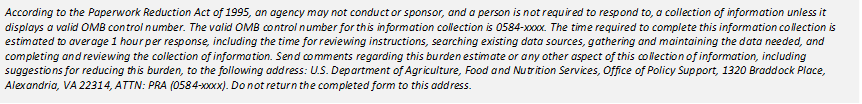 According to the Paperwork Reduction Act of 1995, an agency may not conduct or sponsor, and a person is not required to respond to, a collection of information unless it
displays a valid OMB control number. The valid OMB control number for this information collection is 0584-xxxx. The time required to complete this information collection is
estimated to average 1 hour per response, including the time for reviewing instructions, searching existing data sources, gathering and maintaining the data needed, and
completing and reviewing the collection of information. Send comments regarding this burden estimate or any other aspect of this collection of information, including
suggestions for reducing this burden, to the following address: U.S. Department of Agriculture, Food and Nutrition Services, Office of Policy Support, 1320 Braddock Place,
Alexandria, VA 22314, ATTN: PRA (0584-xxxx). Do not return the completed form to this address.